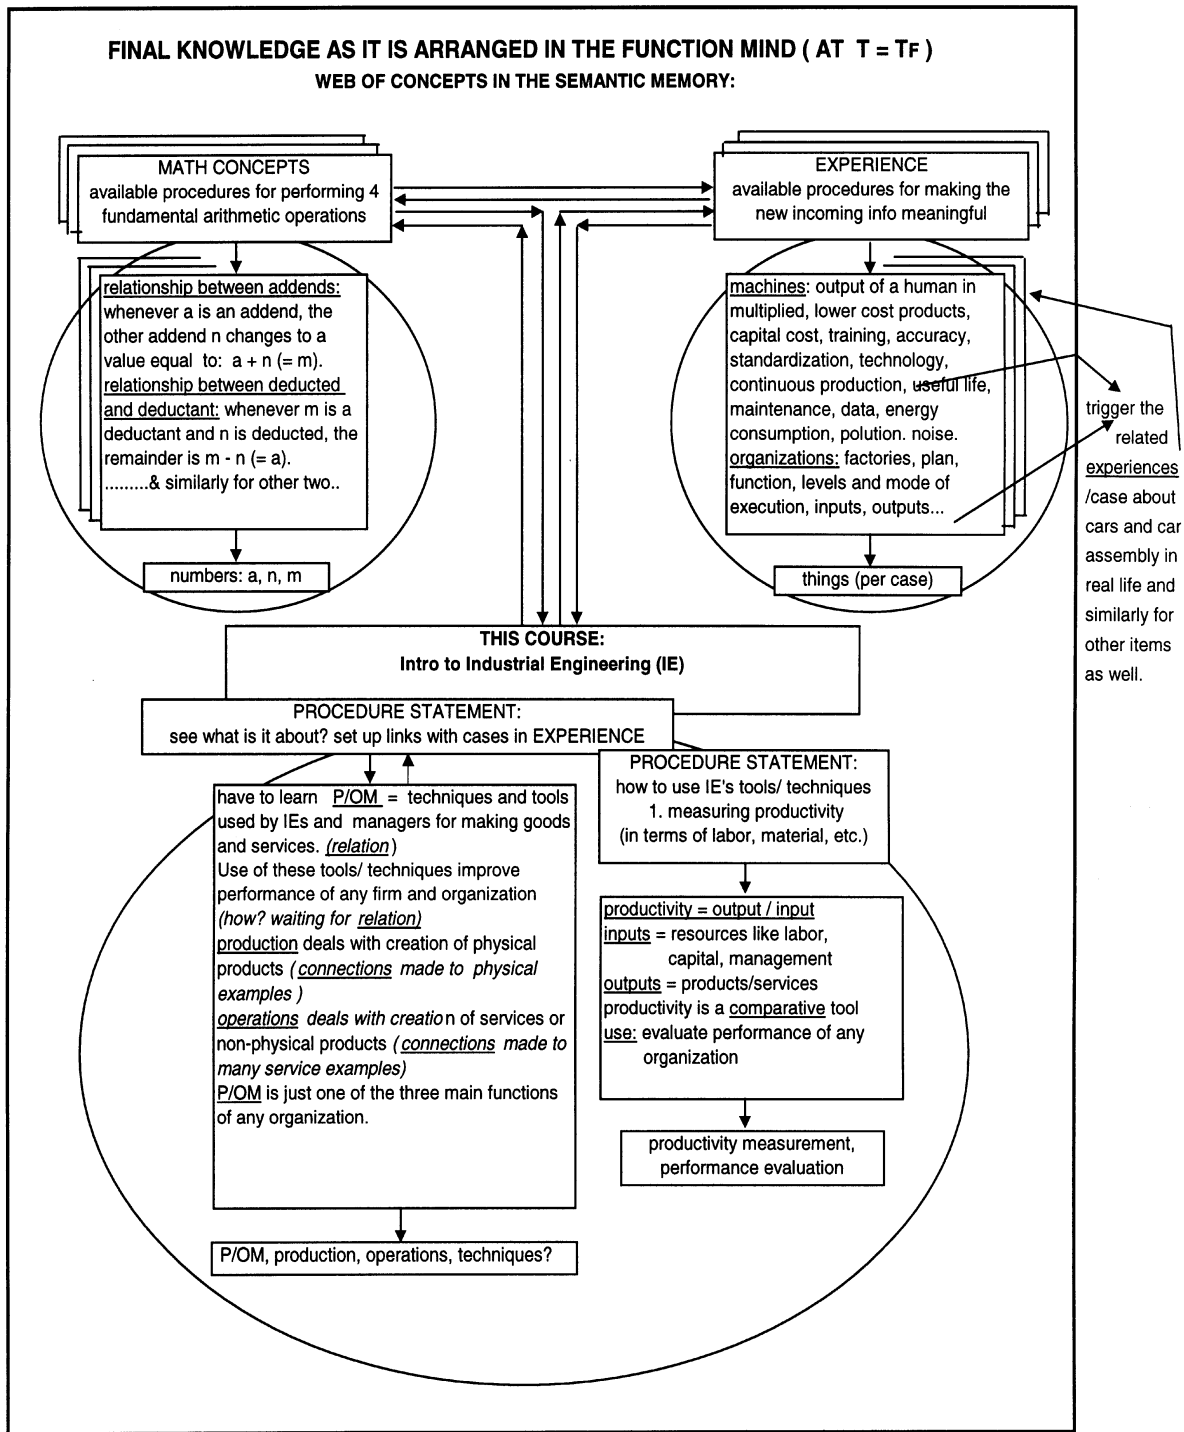 FINAL KNOWLEDGE AS IT IS ARRANGED IN THE FUNCTION MIND ( AT T = TF )
WEB OF CONCEPTS IN THE SEMANTIC MEMORY:
MATH CONCEPTS
available procedures for performing 4
fundamental arithmetic operations
EXPERIENCE
available procedures for making the
new incoming info meaningful
relationship between addends:
whenever a is an addend, the
other addend n changes to a
value equal to: a + n (= m).
relationship between deducted
and deductant: whenever m is a
deductant and n is deducted, the
remainder is m - n (= a).
.........& similarly for other two..
numbers: a, n, m
machines: output of a human in
multiplied, lower cost products,
capital cost, training, accuracy,
standardization, technology,
continuous production, useful life,
maintenance, data, energy
consumption, polution. noise.
organizations: factories, plan,
function, levels and mode of
execution, inputs, outputs...
things (per case)
trigger the
related
experiences
/case about
cars and car
assembly in
real life and
similarly for
other items
as well.
THIS COURSE:
Intro to Industrial Engineering (IE)
PROCEDURE STATEMENT:
see what is it about? set up links with cases in EXPERIENCE
have to learn P/OM = techniques and tools
used by IEs and managers for making goods
and services. (relation)
Use of these tools/ techniques improve
performance of any firm and organization
(how? waiting for relation)
production deals with creation of physical
products (connections made to physical
examples )
operations deals with creation of services or
non-physical products (connections made to
many service examples)
P/OM is just one of the three main functions
of any organization.
P/OM, production, operations, techniques?
PROCEDURE STATEMENT:
how to use IE's tools/ techniques
1. measuring productivity
(in terms of labor, material, etc.)
productivity = output / input
inputs = resources like labor,
capital, management
outputs = products/services
productivity is a comparative tool
use: evaluate performance of any
organization
productivity measurement,
performance evaluation